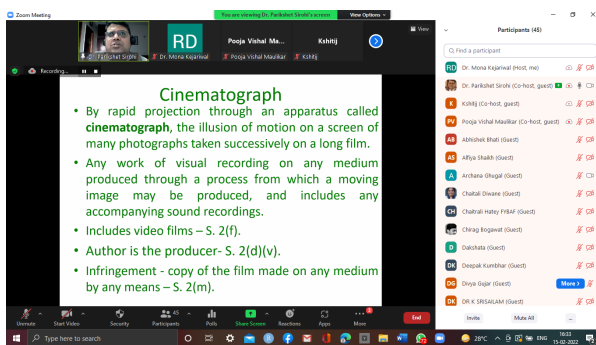 Zoom Meeting
You are viewing Dr. Parikshet Sirohi's screen
View Options
View
RD
Pooja Vishal Ma...
Kshitij
Dr. Parikshet Sirohi
Dr. Mona Kejariwal
Pooja Vishal Maulikar
Kshitij
Recording...
Cinematograph
• By rapid projection through an apparatus called
cinematograph, the illusion of motion on a screen of
many photographs taken successively on a long film.
• Any work of visual recording on any medium
produced through a process from which a moving
image may be produced, and includes any
accompanying sound recordings.
• Includes video films – S. 2(f).
• Author is the producer- S. 2(d)(v).
• Infringement - copy of the film made on any medium
by any means – S. 2(m).
Unmute
Start Video
Security
45
Participants
Polls
Share Screen
Reactions
Apps
More
End
Participants (45)
Find a participant
RD Dr. Mona Kejariwal (Host, me)
Dr. Parikshet Sirohi (Co-host, guest)
K Kshitij (Co-host, guest)
PV Pooja Vishal Maulikar (Co-host, guest)
AB Abhishek Bhati (Guest)
AS Afiya Shaikh (Guest)
A Archana Ghugal (Guest)
Chaitali Diwane (Guest)
CH Chaitrali Hatey FYBAF (Guest)
Chirag Bogawat (Guest)
D Dakshata (Guest)
DK Deepak Kumbhar (Guest)
DG Divya Gujar (Guest)
More
DK DR K SRISAILAM (Guest)
Invite
Mute All
...
Type here to search
28°C
ENG
16:33
15-02-2022